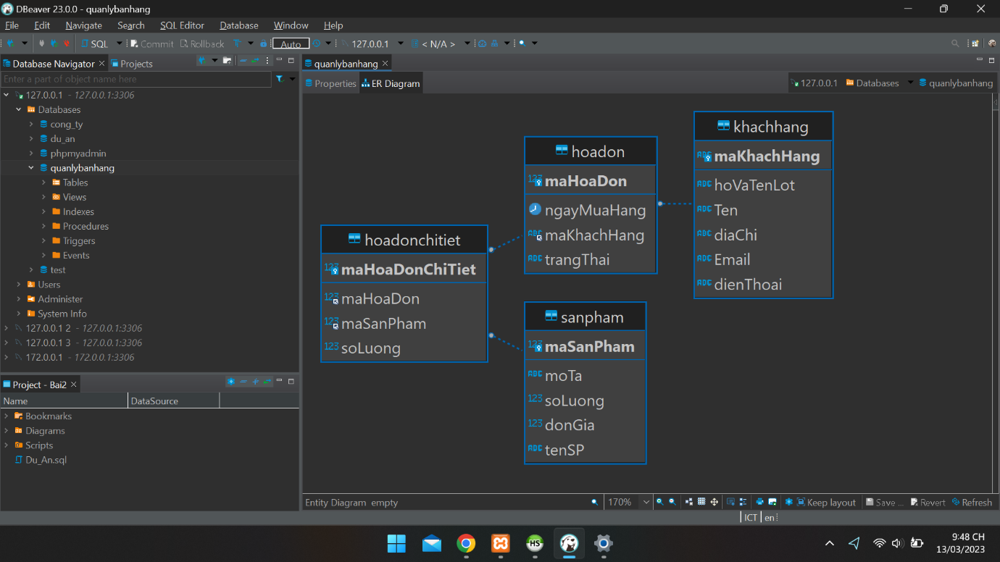 DBeaver 23.0.0 - quanlybanhang
File Edit Navigate Search SQL Editor Database Window Help
SQL Commit Rollback Auto 127.0.0.1 < N/A >
Database Navigator Projects
Enter a part of object name here
127.0.0.1 - 127.0.0.1:3306
Databases
cong_ty
du_an
phpmyadmin
quanlybanhang
Tables
Views
Indexes
Procedures
Triggers
Events
test
Users
Administer
System Info
127.0.0.1 2 - 127.0.0.1:3306
127.0.0.1 3 - 127.0.0.1:3306
172.0.0.1 - 172.0.0.1:3306
Project - Bai2
Name DataSource
Bookmarks
Diagrams
Scripts
Du_An.sql
quanlybanhang
Properties ER Diagram 127.0.0.1 Databases quanlybanhang
hoadonchitiet
123 maHoaDonChiTiet
123 maHoaDon
123 maSanPham
123 soLuong
hoadon
123 maHoaDon
ngayMuaHang
ABC maKhachHang
ABC trangThai
sanpham
123 maSanPham
ABC moTa
123 soLuong
123 donGia
ABC tenSP
khachhang
ABC maKhachHang
ABC hoVaTenLot
ABC Ten
ABC diaChi
ABC Email
ABC dienThoai
Entity Diagram empty 170% Keep layout Save ... Revert Refresh
ICT en
HS
9:48 CH
13/03/2023